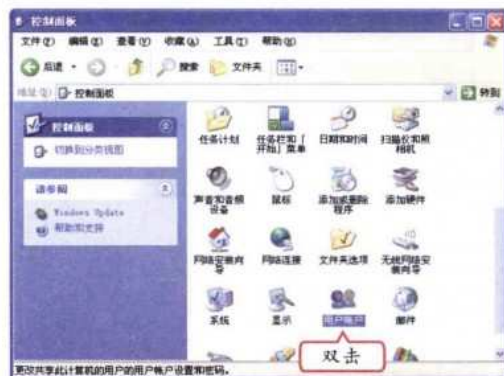 控制面板
文件(F) 编辑(E) 查看(V) 收藏(A) 工具(T) 帮助(H)
后退 搜索 文件夹
地址(D) 控制面板 转到
控制面板
切换到分类视图
请参阅
Windows Update
帮助和支持
任务计划 任务栏和「开始」菜单 日期和时间 扫描仪和照相机
声音和音频设备 鼠标 添加或删除程序 添加硬件
网络安装向导 网络连接 文件夹选项 无线网络安装向导
系统 显示 用户帐户 邮件
双击
更改共享此计算机的用户的用户帐户设置和密码。